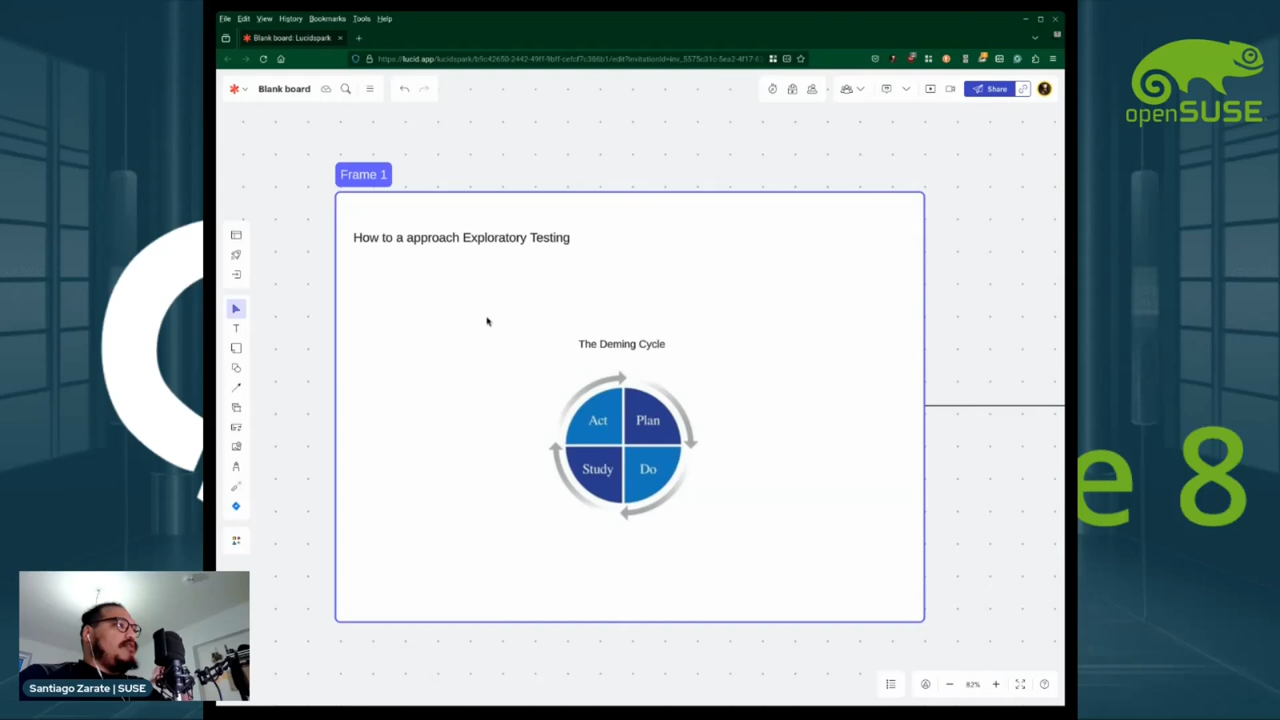 File Edit View History Bookmarks Tools Help
Blank board: Lucidspark
Blank board
Share
Frame 1
How to a approach Exploratory Testing
The Deming Cycle
Act
Plan
Study
Do
82%
Santiago Zarate | SUSE
openSUSE
e 8